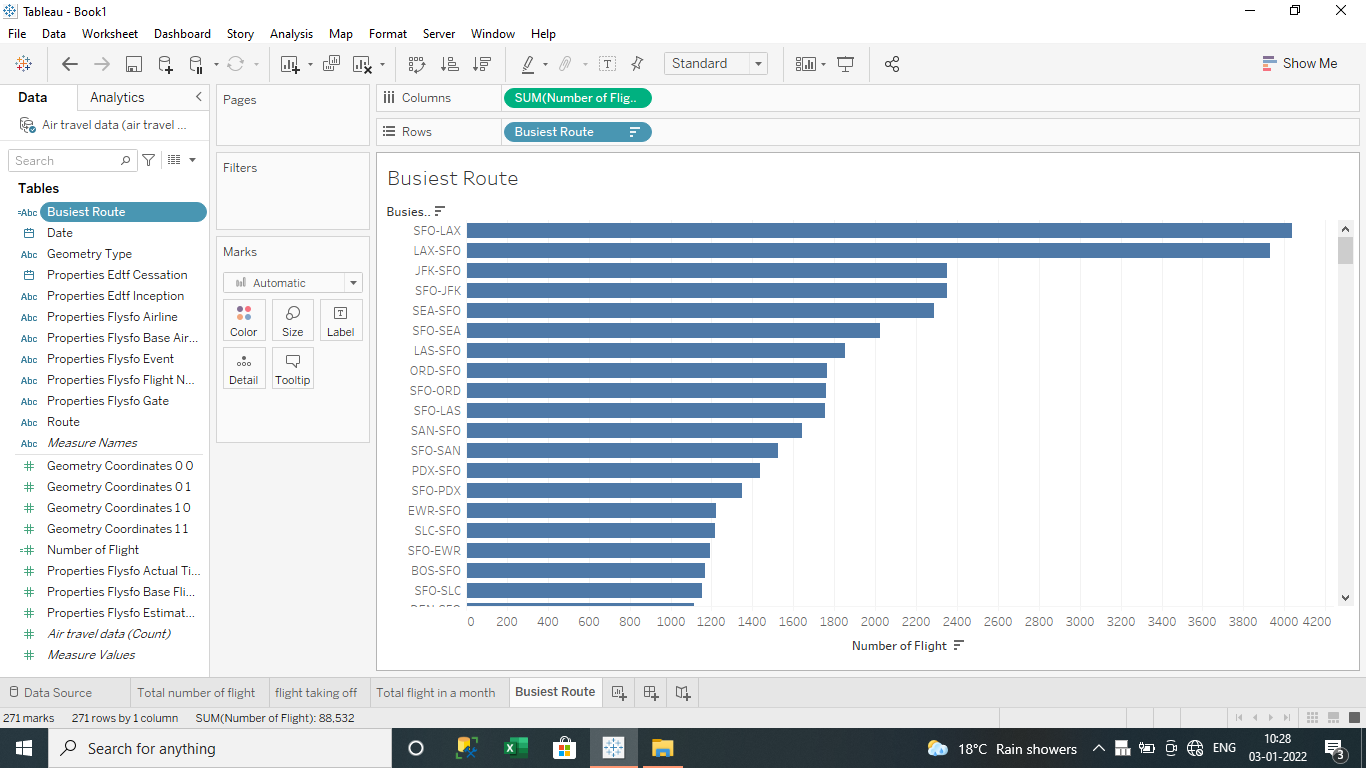 Tableau - Book1
File Data Worksheet Dashboard Story Analysis Map Format Server Window Help
Standard
Show Me
Data Analytics
Air travel data (air travel ...
Search
Tables
Abc Busiest Route
Date
Abc Geometry Type
Properties Edtf Cessation
Abc Properties Edtf Inception
Abc Properties Flysfo Airline
Abc Properties Flysfo Base Air...
Abc Properties Flysfo Event
Abc Properties Flysfo Flight N...
Abc Properties Flysfo Gate
Abc Route
Abc Measure Names
Geometry Coordinates 0 0
Geometry Coordinates 0 1
Geometry Coordinates 1 0
Geometry Coordinates 1 1
Number of Flight
Properties Flysfo Actual Ti...
Properties Flysfo Base Fli...
Properties Flysfo Estimat...
Air travel data (Count)
Measure Values
Pages
Filters
Marks
Automatic
Color Size Label
Detail Tooltip
Columns SUM(Number of Flig..
Rows Busiest Route
Busiest Route
Busies..
SFO-LAX
LAX-SFO
JFK-SFO
SFO-JFK
SEA-SFO
SFO-SEA
LAS-SFO
ORD-SFO
SFO-ORD
SFO-LAS
SAN-SFO
SFO-SAN
PDX-SFO
SFO-PDX
EWR-SFO
SLC-SFO
SFO-EWR
BOS-SFO
SFO-SLC
0 200 400 600 800 1000 1200 1400 1600 1800 2000 2200 2400 2600 2800 3000 3200 3400 3600 3800 4000 4200
Number of Flight
Data Source Total number of flight flight taking off Total flight in a month Busiest Route
271 marks 271 rows by 1 column SUM(Number of Flight): 88,532
Search for anything
18°C Rain showers
ENG
10:28
03-01-2022
3